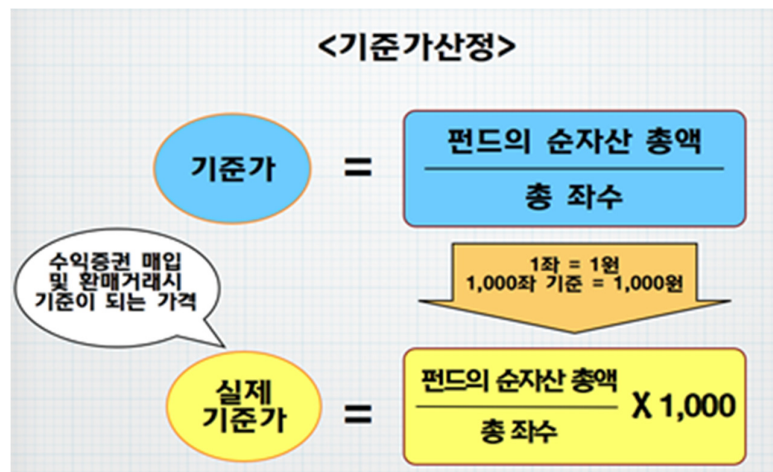 <기준가산정>
기준가
=
펀드의 순자산 총액
총 좌수
수익증권 매입
및 환매거래시
기준이 되는 가격
1좌 = 1원
1,000좌 기준 = 1,000원
실제
기준가
=
펀드의 순자산 총액
총 좌수
X 1,000